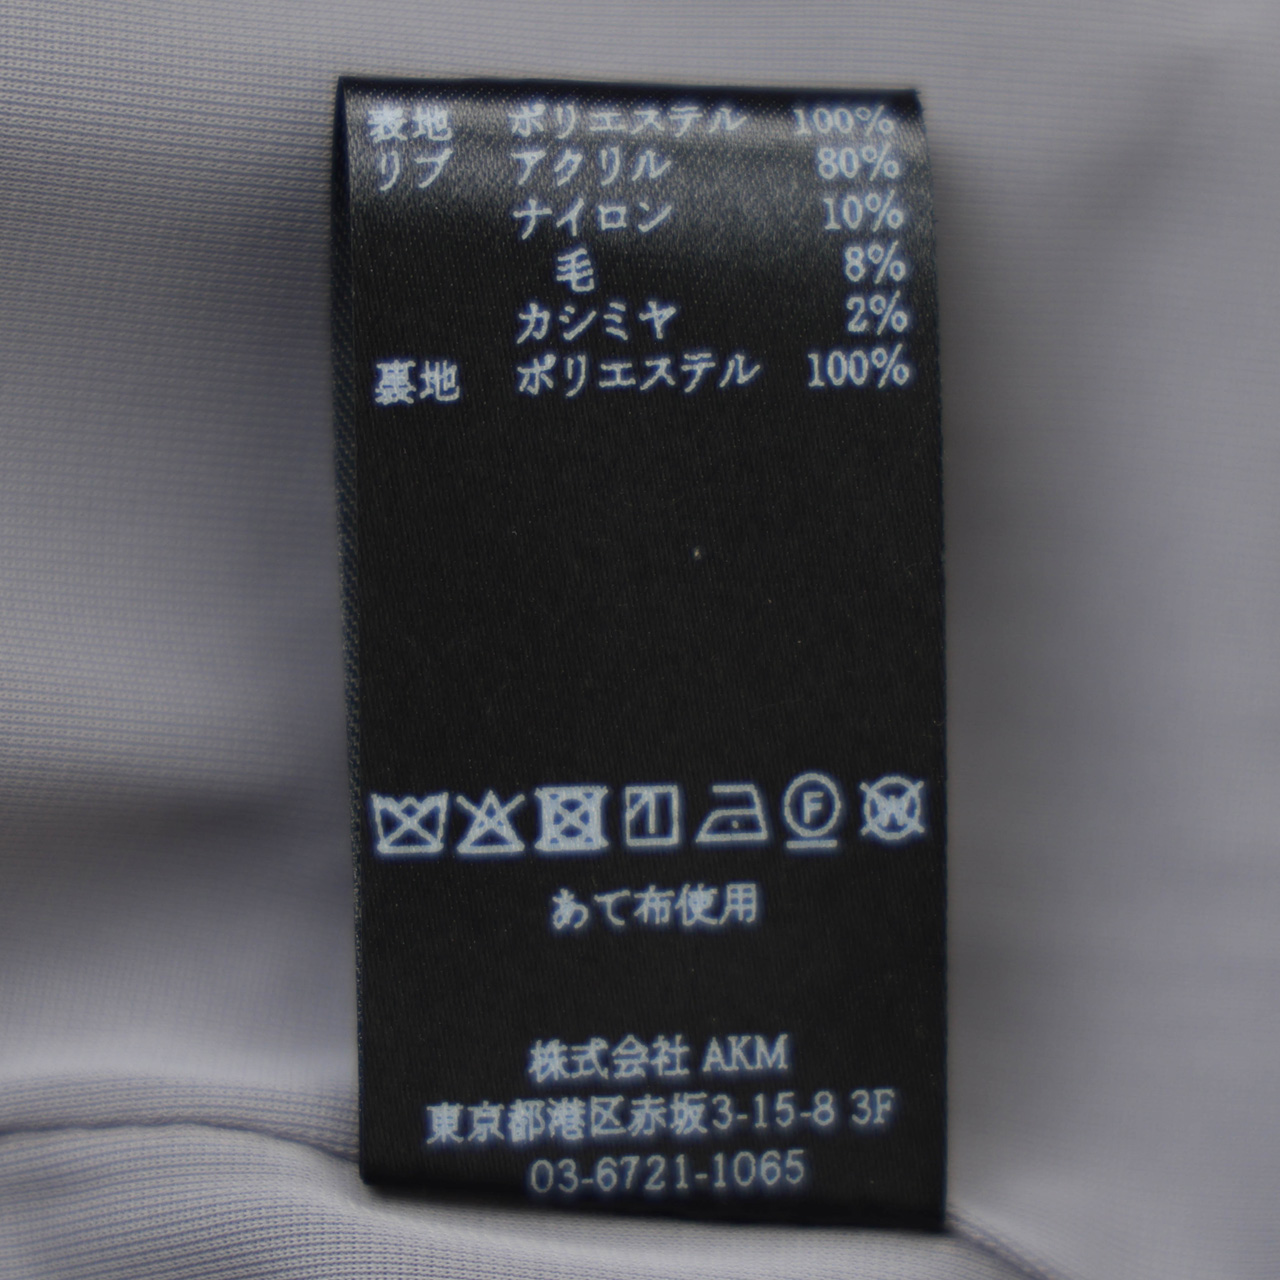 表地 ポリエステル 100%
リブ アクリル 80%
ナイロン 10%
毛 8%
カシミヤ 2%
裏地 ポリエステル 100%
F W
あて布使用
株式会社 AKM
東京都港区赤坂3-15-8 3F
03-6721-1065